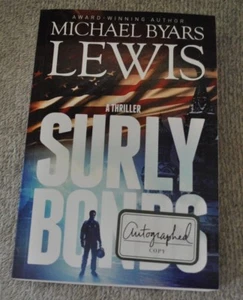 AWARD-WINNING AUTHOR
MICHAEL BYARS
LEWIS
A THRILLER
SURLY
BONDS
Autographed
COPY